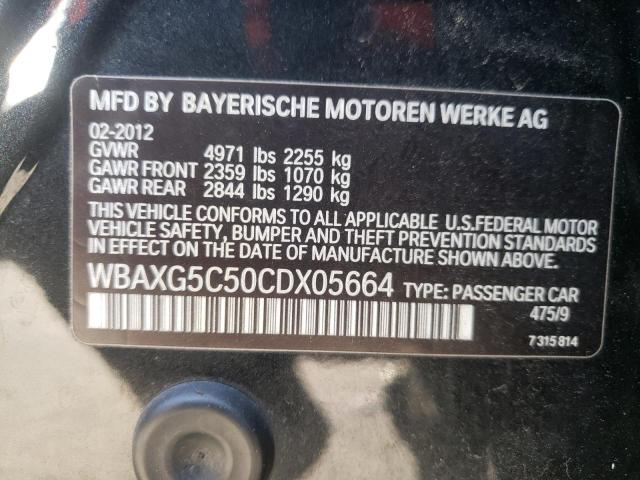 MFD BY BAYERISCHE MOTOREN WERKE AG
02-2012
GVWR 4971 lbs 2255 kg
GAWR FRONT 2359 lbs 1070 kg
GAWR REAR 2844 lbs 1290 kg
THIS VEHICLE CONFORMS TO ALL APPLICABLE U.S.FEDERAL MOTOR
VEHICLE SAFETY, BUMPER AND THEFT PREVENTION STANDARDS
IN EFFECT ON THE DATE OF MANUFACTURE SHOWN ABOVE.
WBAXG5C50CDX05664 TYPE: PASSENGER CAR
475/9
7315814